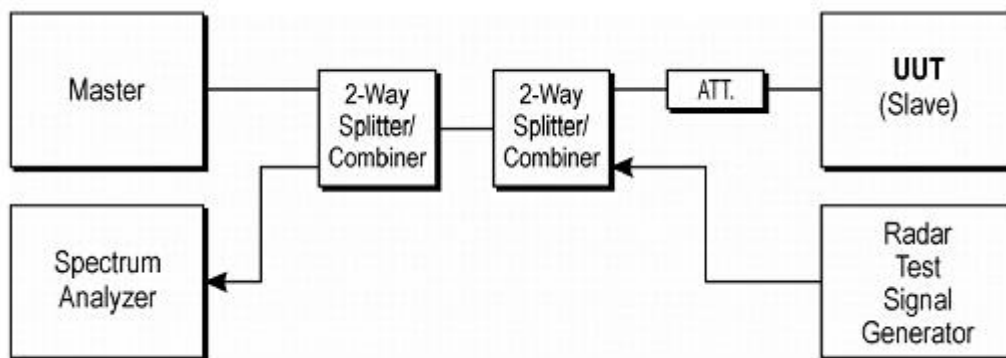 Master
2-Way
Splitter/
Combiner
2-Way
Splitter/
Combiner
ATT.
UUT
(Slave)
Spectrum
Analyzer
Radar
Test
Signal
Generator